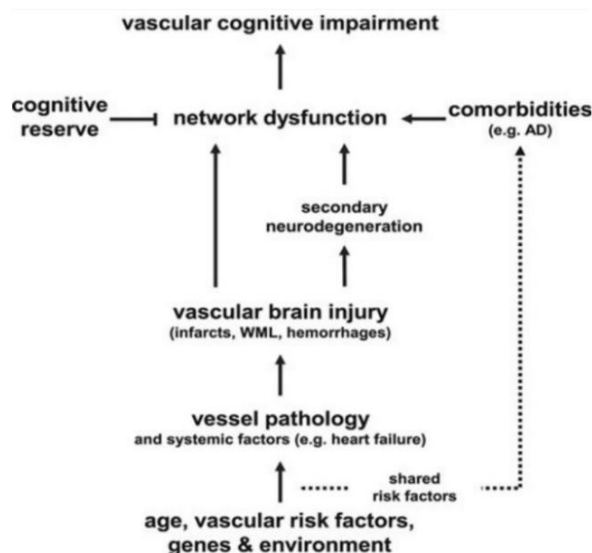 vascular cognitive impairment
cognitive
reserve
network dysfunction
comorbidities
(e.g. AD)
secondary
neurodegeneration
vascular brain injury
(infarcts, WML, hemorrhages)
vessel pathology
and systemic factors (e.g. heart failure)
shared
risk factors
age, vascular risk factors,
genes & environment